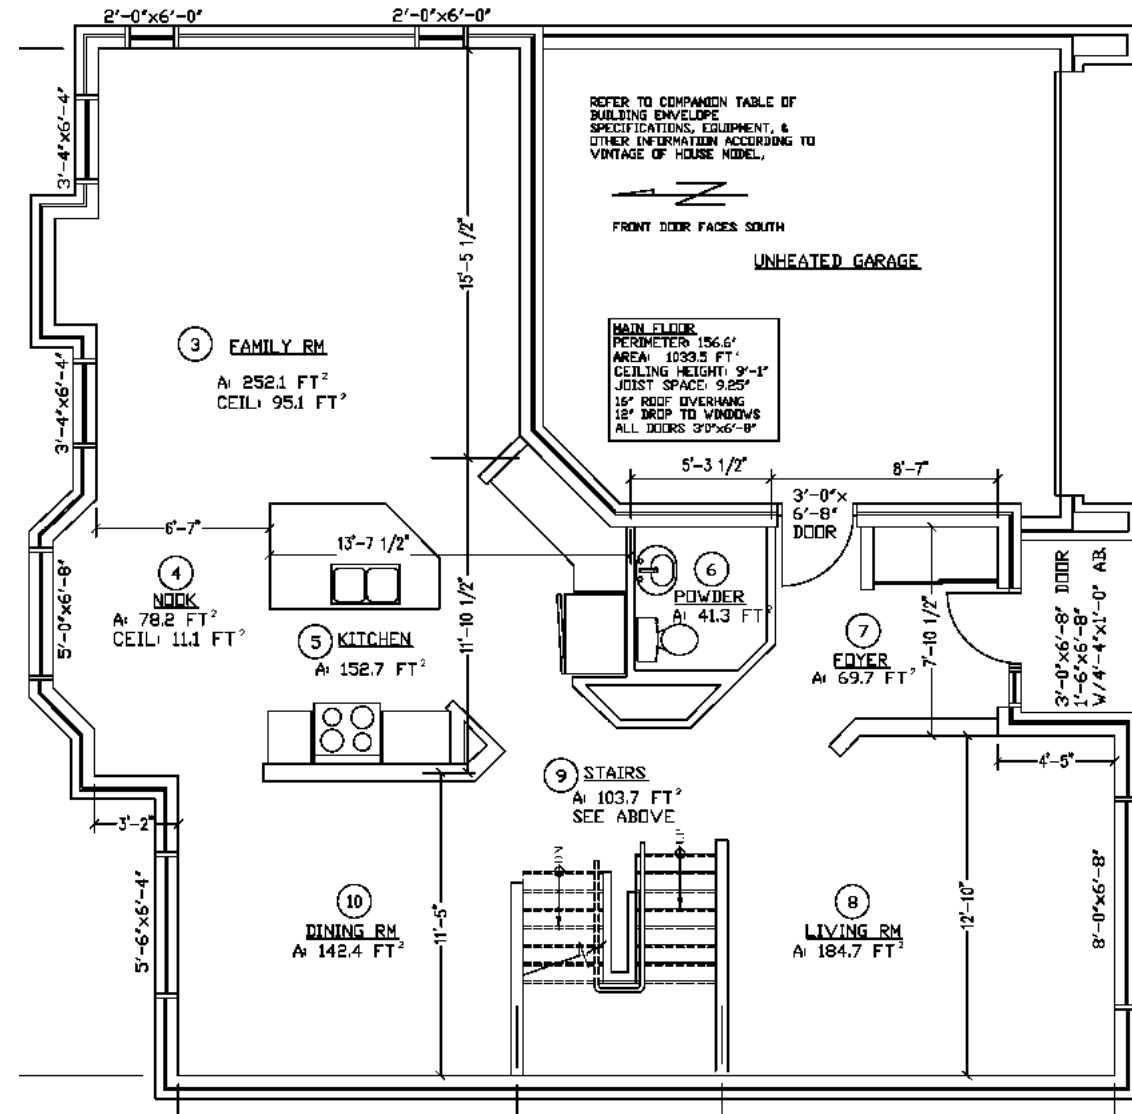 2'-0"x6'-0"
2'-0"x6'-0"
3'-4"x6'-4"
REFER TO COMPANION TABLE OF
BUILDING ENVELOPE
SPECIFICATIONS, EQUIPMENT, &
OTHER INFORMATION ACCORDING TO
VINTAGE OF HOUSE MODEL.
N
FRONT DOOR FACES SOUTH
UNHEATED GARAGE
15'-5 1/2"
MAIN FLOOR
PERIMETER: 156.6'
AREA: 1033.5 FT²
CEILING HEIGHT: 9'-1"
JOIST SPACE: 9.25"
16" ROOF OVERHANG
12" DROP TO WINDOWS
ALL DOORS 3'0"x6'-8"
3 FAMILY RM
A: 252.1 FT²
CEIL: 95.1 FT²
3'-4"x6'-4"
5'-3 1/2"
8'-7"
3'-0"x
6'-8"
DOOR
6'-7"
13'-7 1/2"
4
NOOK
A: 78.2 FT²
CEIL: 11.1 FT²
5'-0"x6'-8"
5 KITCHEN
A: 152.7 FT²
11'-10 1/2"
6
POWDER
A: 41.3 FT²
7
FOYER
A: 69.7 FT²
7'-10 1/2"
3'-0"x6'-8" DOOR
1'-6"x6'-8"
W/4'-4"x1'-0" AB.
4'-5"
9 STAIRS
A: 103.7 FT²
SEE ABOVE
3'-2"
DN
UP
5'-6"x6'-4"
10
DINING RM
A: 142.4 FT²
11'-5"
8
LIVING RM
A: 184.7 FT²
12'-10"
8'-0"x6'-8"